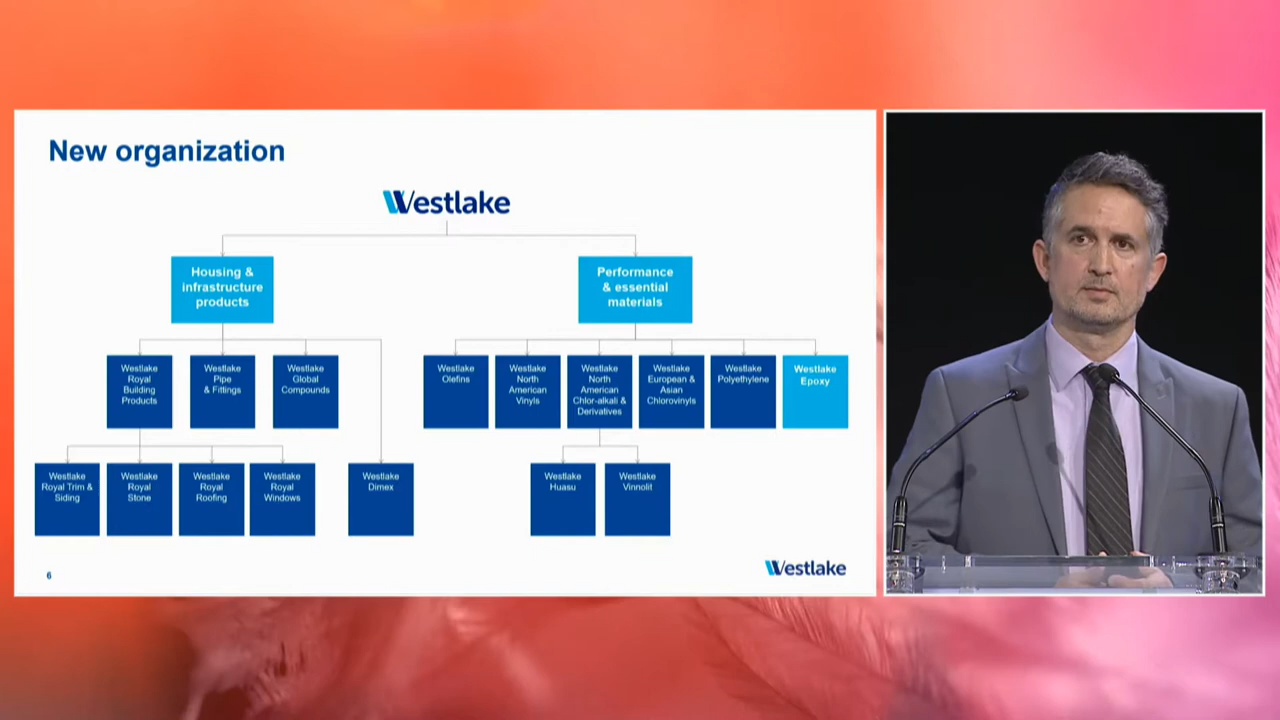 New organization
Westlake
Housing &
infrastructure
products
Performance
& essential
materials
Westlake
Royal
Building
Products
Westlake
Pipe
& Fittings
Westlake
Global
Compounds
Westlake
Olefins
Westlake
North
American
Vinyls
Westlake
North
American
Chlor-alkali &
Derivatives
Westlake
European &
Asian
Chlorovinyls
Westlake
Polyethylene
Westlake
Epoxy
Westlake
Royal Trim &
Siding
Westlake
Royal
Stone
Westlake
Royal
Roofing
Westlake
Royal
Windows
Westlake
Dimex
Westlake
Huasu
Westlake
Vinnolit
6
Westlake